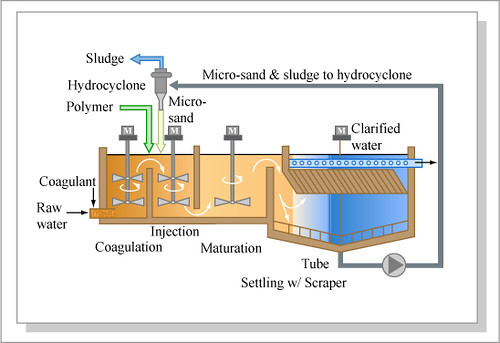 Sludge
Hydrocyclone
Micro-sand & sludge to hydrocyclone
Polymer
Micro-
sand
M
M
M
M
Clarified
water
Coagulant
Raw
water
Coagulation
Injection
Maturation
Tube
Settling w/ Scraper